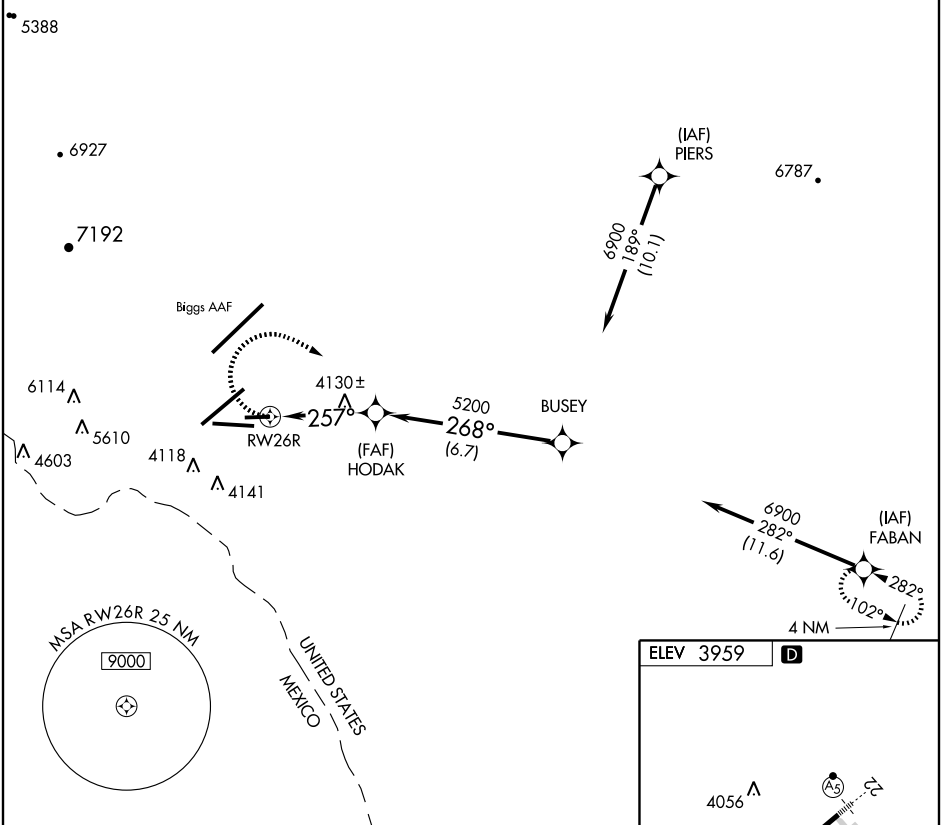 5388
6927
7192
(IAF)
PIERS
6787
6900
189°
(10.1)
Biggs AAF
6114
5610
4603
4118
4141
RW26R
257°
4130 ±
(FAF)
HODAK
5200
268°
(6.7)
BUSEY
6900
282°
(11.6)
(IAF)
FABAN
282°
102°
4 NM
MSA RW26R 25 NM
9000
UNITED STATES
MEXICO
ELEV 3959
D
4056
A5
22